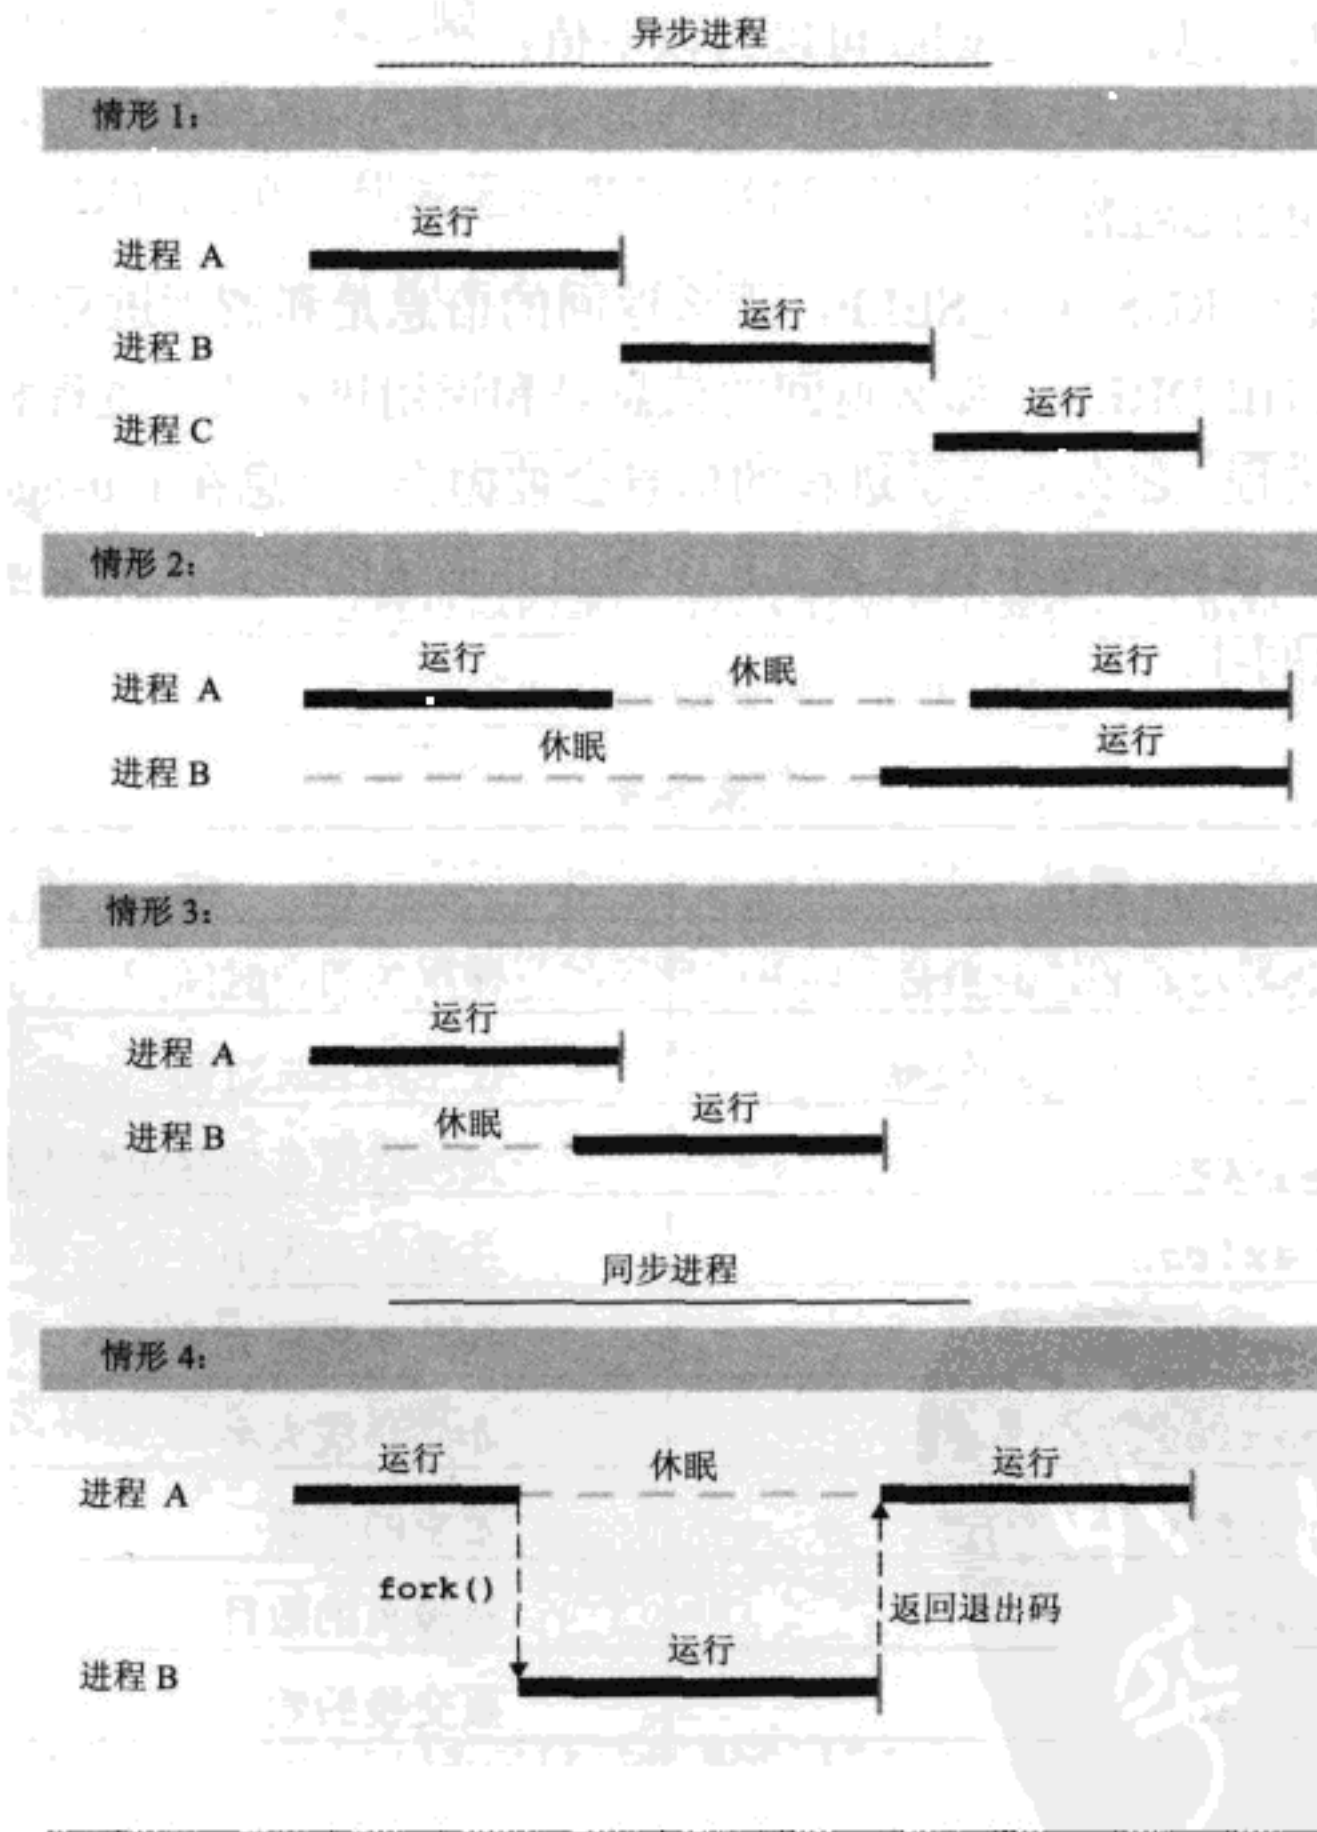 异步进程
情形 1:
运行
进程 A
运行
进程 B
运行
进程 C
情形 2:
运行 休眠 运行
进程 A
休眠 运行
进程 B
情形 3:
运行
进程 A
休眠 运行
进程 B
同步进程
情形 4:
运行 休眠 运行
进程 A
fork()
返回退出码
运行
进程 B